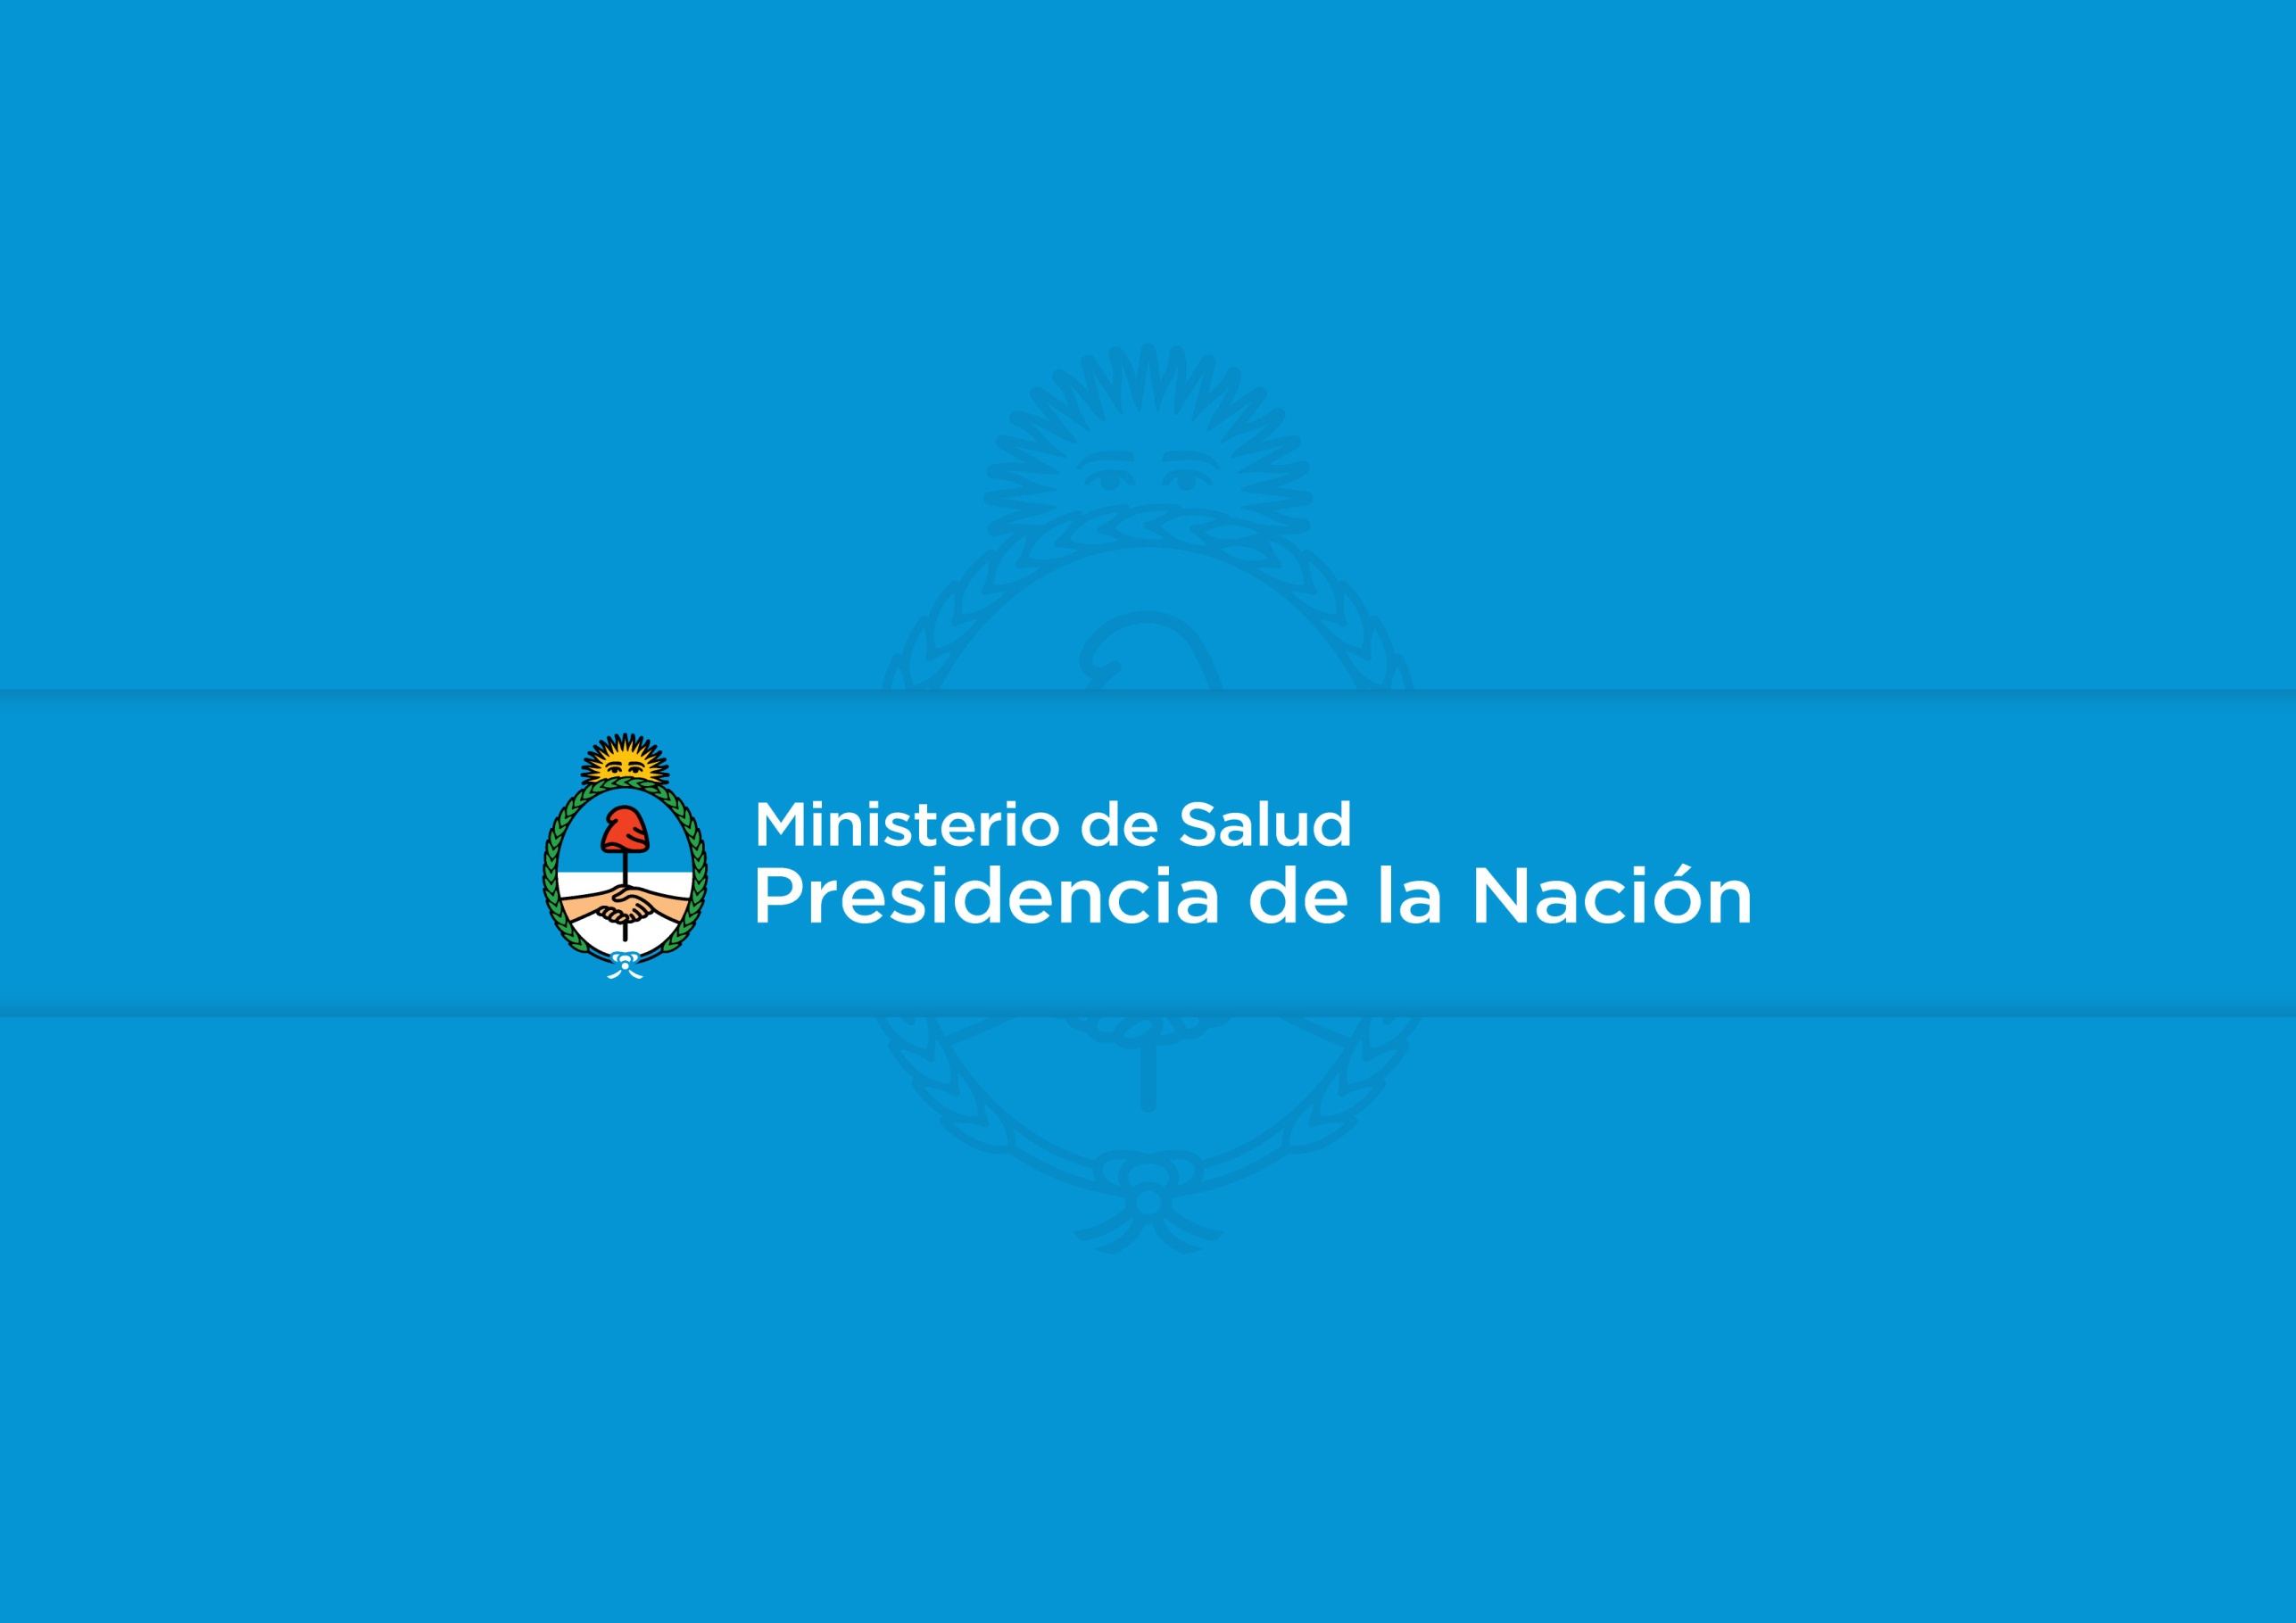 Ministerio de Salud
Presidencia de la Nación